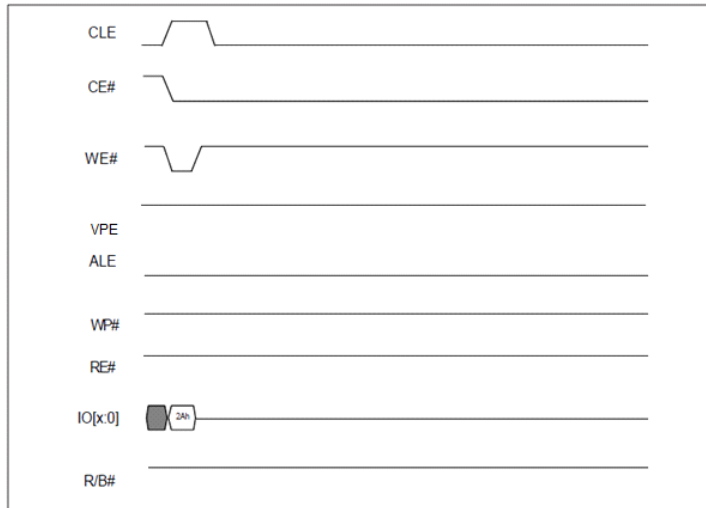 CLE
CE#
WE#
VPE
ALE
WP#
RE#
IO[x:0]
2Ah
R/B#